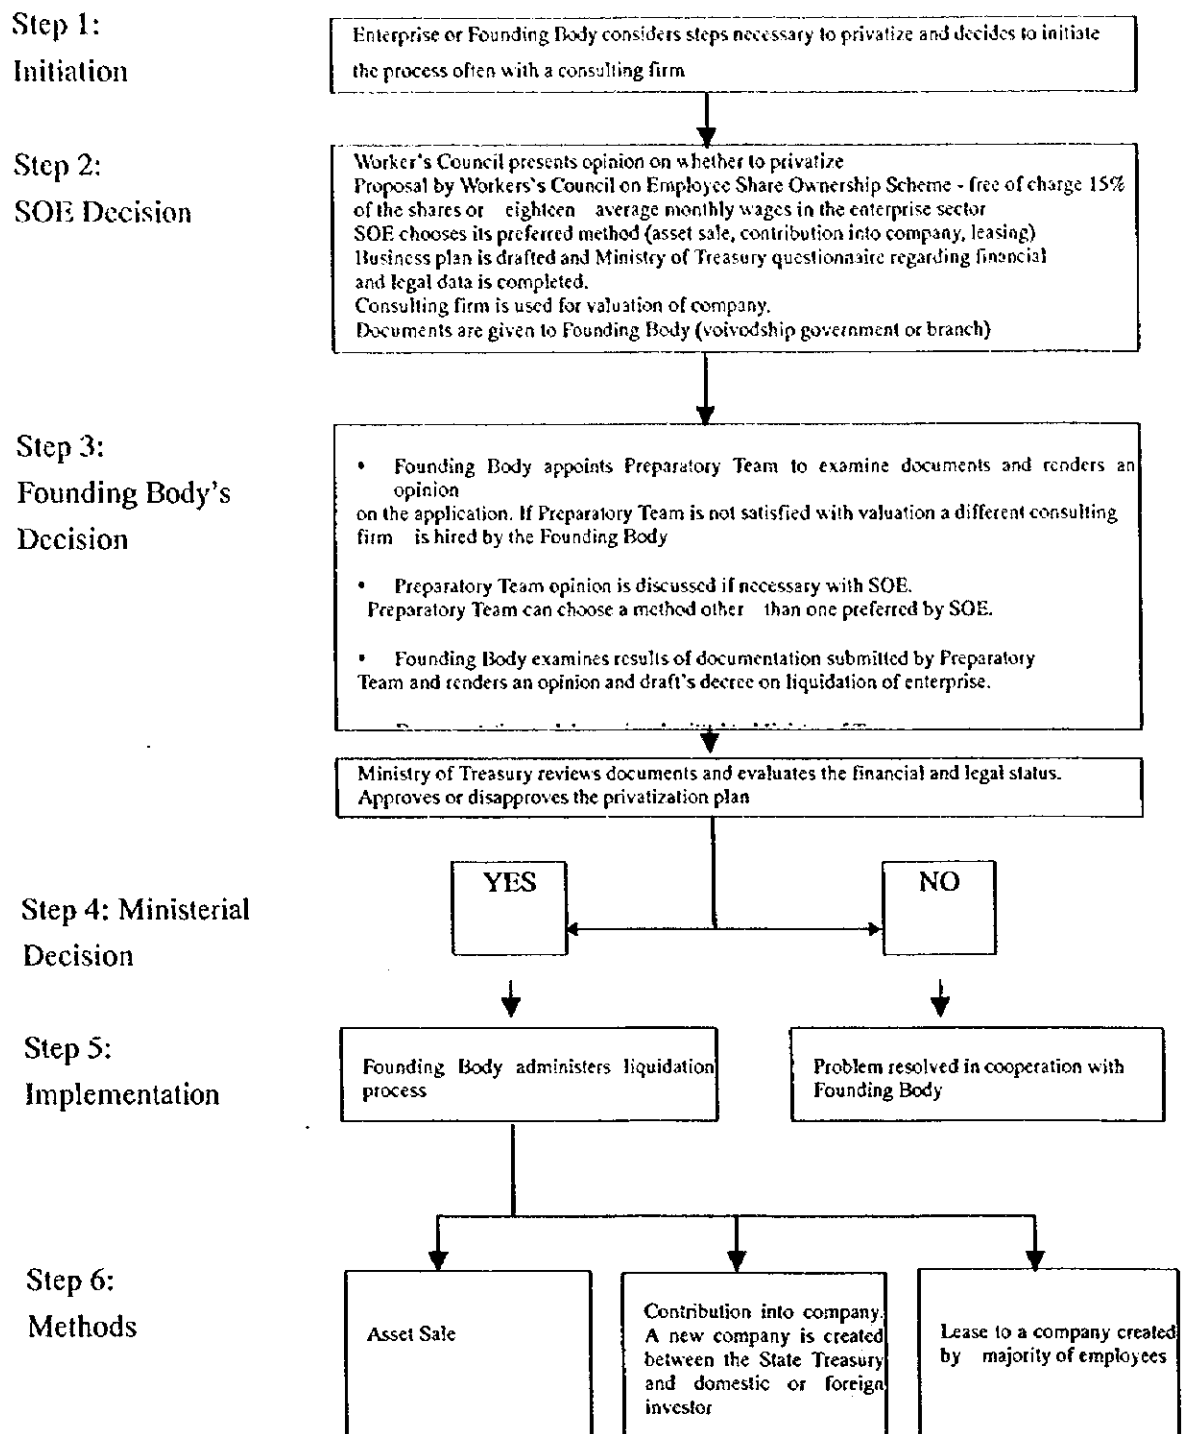 Step 1:
Initiation
Enterprise or Founding Body considers steps necessary to privatize and decides to initiate
the process often with a consulting firm
Step 2:
SOE Decision
Worker's Council presents opinion on whether to privatize
Proposal by Workers's Council on Employee Share Ownership Scheme - free of charge 15%
of the shares or eighteen average monthly wages in the enterprise sector
SOE chooses its preferred method (asset sale, contribution into company, leasing)
Business plan is drafted and Ministry of Treasury questionnaire regarding financial
and legal data is completed.
Consulting firm is used for valuation of company.
Documents are given to Founding Body (voivodship government or branch)
Step 3:
Founding Body's
Decision
• Founding Body appoints Preparatory Team to examine documents and renders an
opinion
on the application. If Preparatory Team is not satisfied with valuation a different consulting
firm is hired by the Founding Body
• Preparatory Team opinion is discussed if necessary with SOE.
Preparatory Team can choose a method other than one preferred by SOE.
• Founding Body examines results of documentation submitted by Preparatory
Team and renders an opinion and draft's decree on liquidation of enterprise.
Ministry of Treasury reviews documents and evaluates the financial and legal status.
Approves or disapproves the privatization plan
YES
NO
Step 4: Ministerial
Decision
Step 5:
Implementation
Founding Body administers liquidation
process
Problem resolved in cooperation with
Founding Body
Step 6:
Methods
Asset Sale
Contribution into company.
A new company is created
between the State Treasury
and domestic or foreign
investor
Lease to a company created
by majority of employees